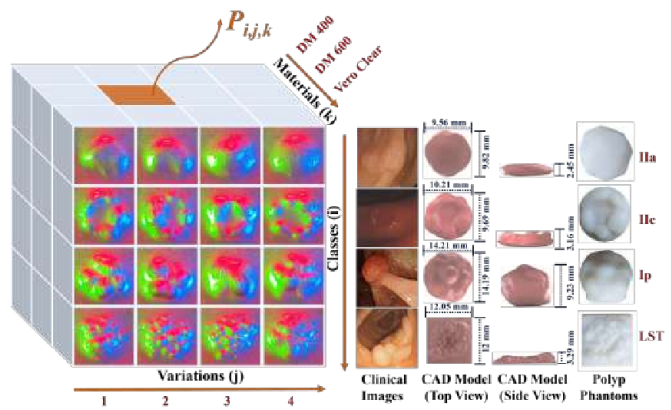 P i,j,k
DM 400
DM 600
Vero Clear
Materials (k)
Classes (i)
Variations (j)
1 2 3 4
9.56 mm
9.82 mm
2.45 mm
IIa
10.21 mm
9.69 mm
3.16 mm
IIc
14.21 mm
14.19 mm
9.23 mm
Ip
12.05 mm
12 mm
3.29 mm
LST
Clinical Images
CAD Model (Top View)
CAD Model (Side View)
Polyp Phantoms